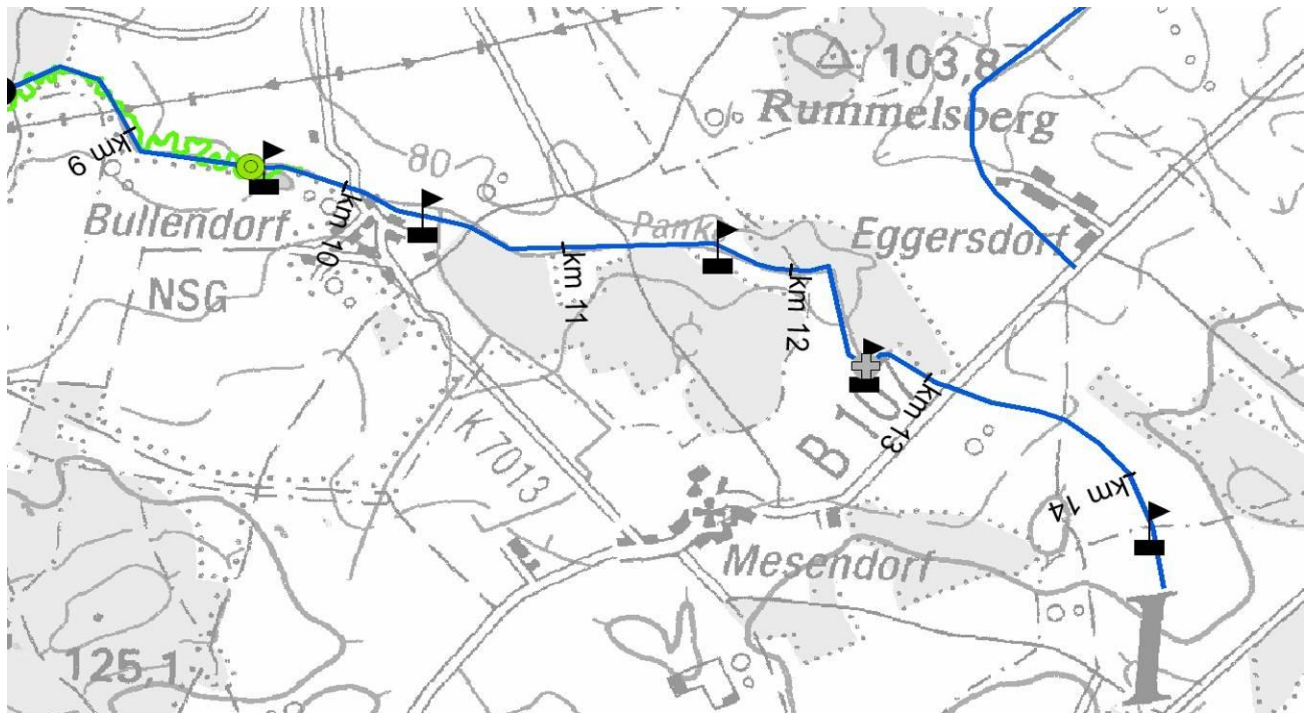 103,8
Rummelsberg
km 9
80
Bullendorf
km 10
Eggersdorf
NSG
km 11
km 12
B 10
km 13
K 7013
km 14
Mesendorf
125,1
I